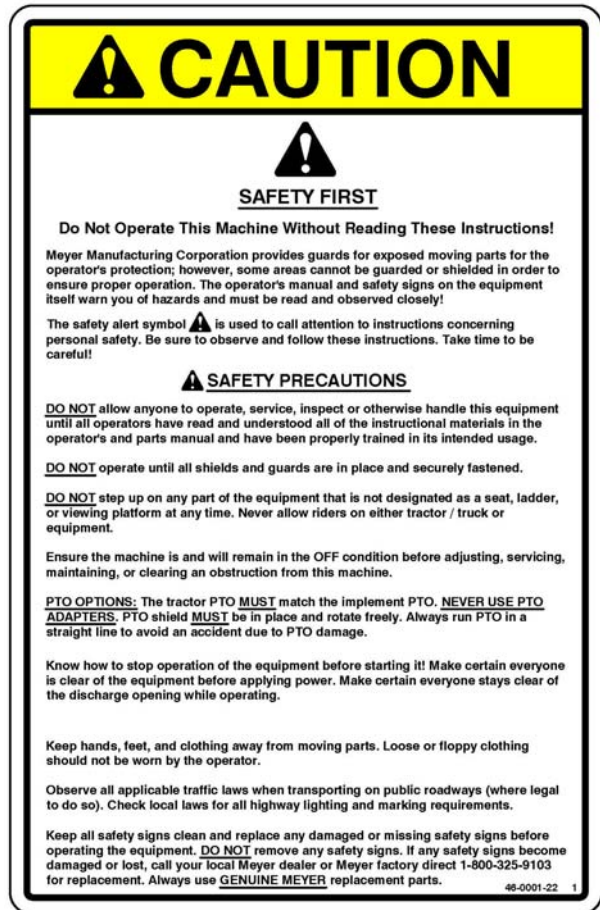 CAUTION
SAFETY FIRST
Do Not Operate This Machine Without Reading These Instructions!
Meyer Manufacturing Corporation provides guards for exposed moving parts for the
operator's protection; however, some areas cannot be guarded or shielded in order to
ensure proper operation. The operator's manual and safety signs on the equipment
itself warn you of hazards and must be read and observed closely!
The safety alert symbol is used to call attention to instructions concerning
personal safety. Be sure to observe and follow these instructions. Take time to be
careful!
SAFETY PRECAUTIONS
DO NOT allow anyone to operate, service, inspect or otherwise handle this equipment
until all operators have read and understood all of the instructional materials in the
operator's and parts manual and have been properly trained in its intended usage.
DO NOT operate until all shields and guards are in place and securely fastened.
DO NOT step up on any part of the equipment that is not designated as a seat, ladder,
or viewing platform at any time. Never allow riders on either tractor / truck or
equipment.
Ensure the machine is and will remain in the OFF condition before adjusting, servicing,
maintaining, or clearing an obstruction from this machine.
PTO OPTIONS: The tractor PTO MUST match the implement PTO. NEVER USE PTO
ADAPTERS. PTO shield MUST be in place and rotate freely. Always run PTO in a
straight line to avoid an accident due to PTO damage.
Know how to stop operation of the equipment before starting it! Make certain everyone
is clear of the equipment before applying power. Make certain everyone stays clear of
the discharge opening while operating.
Keep hands, feet, and clothing away from moving parts. Loose or floppy clothing
should not be worn by the operator.
Observe all applicable traffic laws when transporting on public roadways (where legal
to do so). Check local laws for all highway lighting and marking requirements.
Keep all safety signs clean and replace any damaged or missing safety signs before
operating the equipment. DO NOT remove any safety signs. If any safety signs become
damaged or lost, call your local Meyer dealer or Meyer factory direct 1-800-325-9103
for replacement. Always use GENUINE MEYER replacement parts.
46-0001-22 1